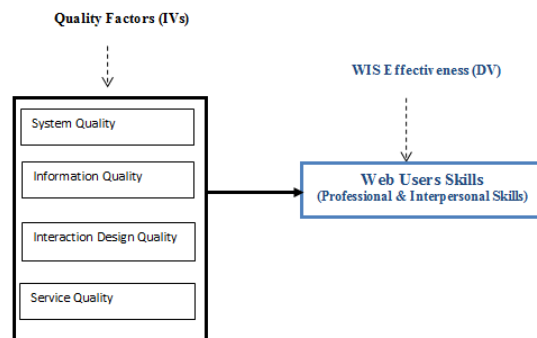 Quality Factors (IVs)
WIS Effectiveness (DV)
System Quality
Information Quality
Interaction Design Quality
Service Quality
Web Users Skills
(Professional & Interpersonal Skills)